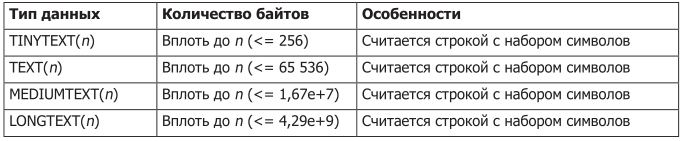 Тип данных Количество байтов Особенности
TINYTEXT(n) Вплоть до n (<= 256) Считается строкой с набором символов
TEXT(n) Вплоть до n (<= 65 536) Считается строкой с набором символов
MEDIUMTEXT(n) Вплоть до n (<= 1,67e+7) Считается строкой с набором символов
LONGTEXT(n) Вплоть до n (<= 4,29e+9) Считается строкой с набором символов